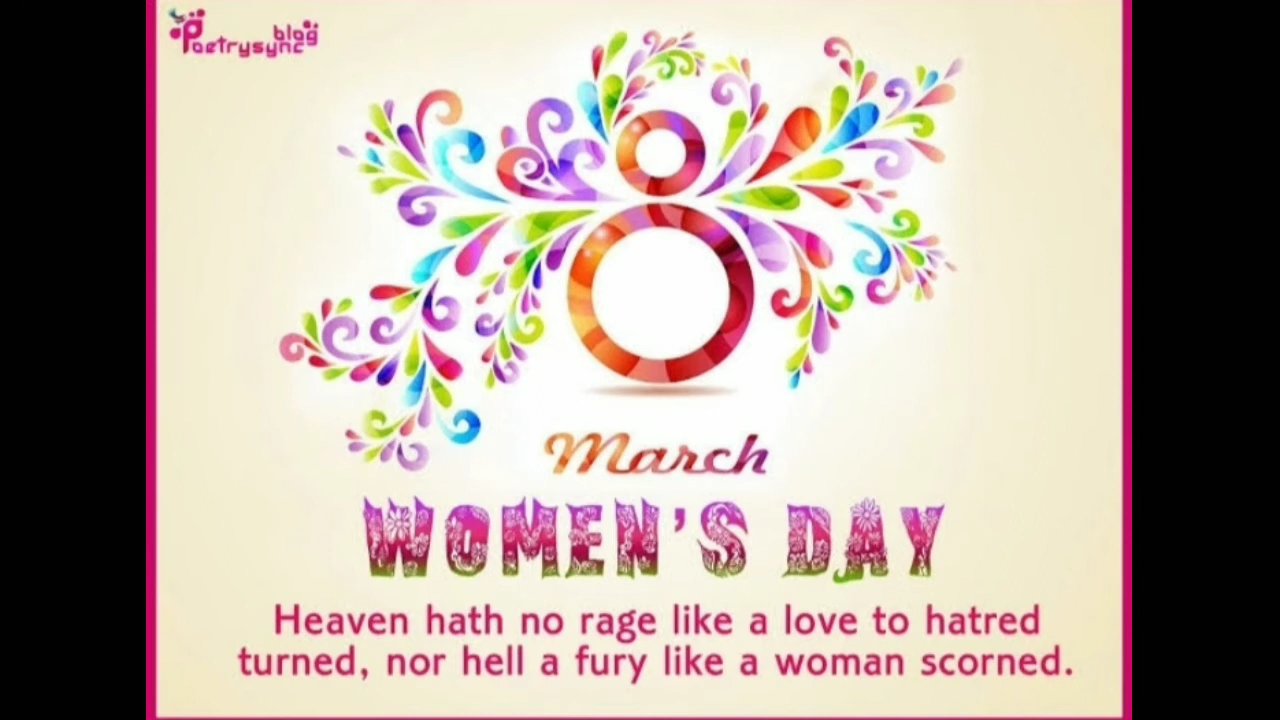 Poetrysync blog
8
March
WOMEN'S DAY
Heaven hath no rage like a love to hatred
turned, nor hell a fury like a woman scorned.